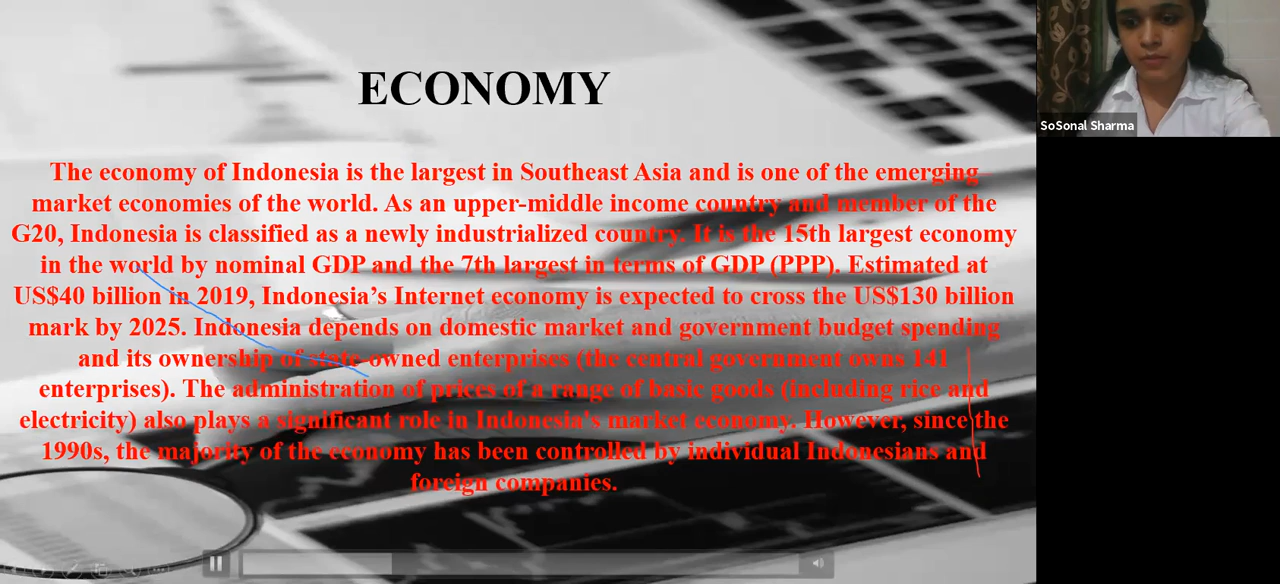 ECONOMY
The economy of Indonesia is the largest in Southeast Asia and is one of the emerging
market economies of the world. As an upper-middle income country and member of the
G20, Indonesia is classified as a newly industrialized country. It is the 15th largest economy
in the world by nominal GDP and the 7th largest in terms of GDP (PPP). Estimated at
US$40 billion in 2019, Indonesia’s Internet economy is expected to cross the US$130 billion
mark by 2025. Indonesia depends on domestic market and government budget spending
and its ownership of state-owned enterprises (the central government owns 141
enterprises). The administration of prices of a range of basic goods (including rice and
electricity) also plays a significant role in Indonesia's market economy. However, since the
1990s, the majority of the economy has been controlled by individual Indonesians and
foreign companies.
SoSonal Sharma